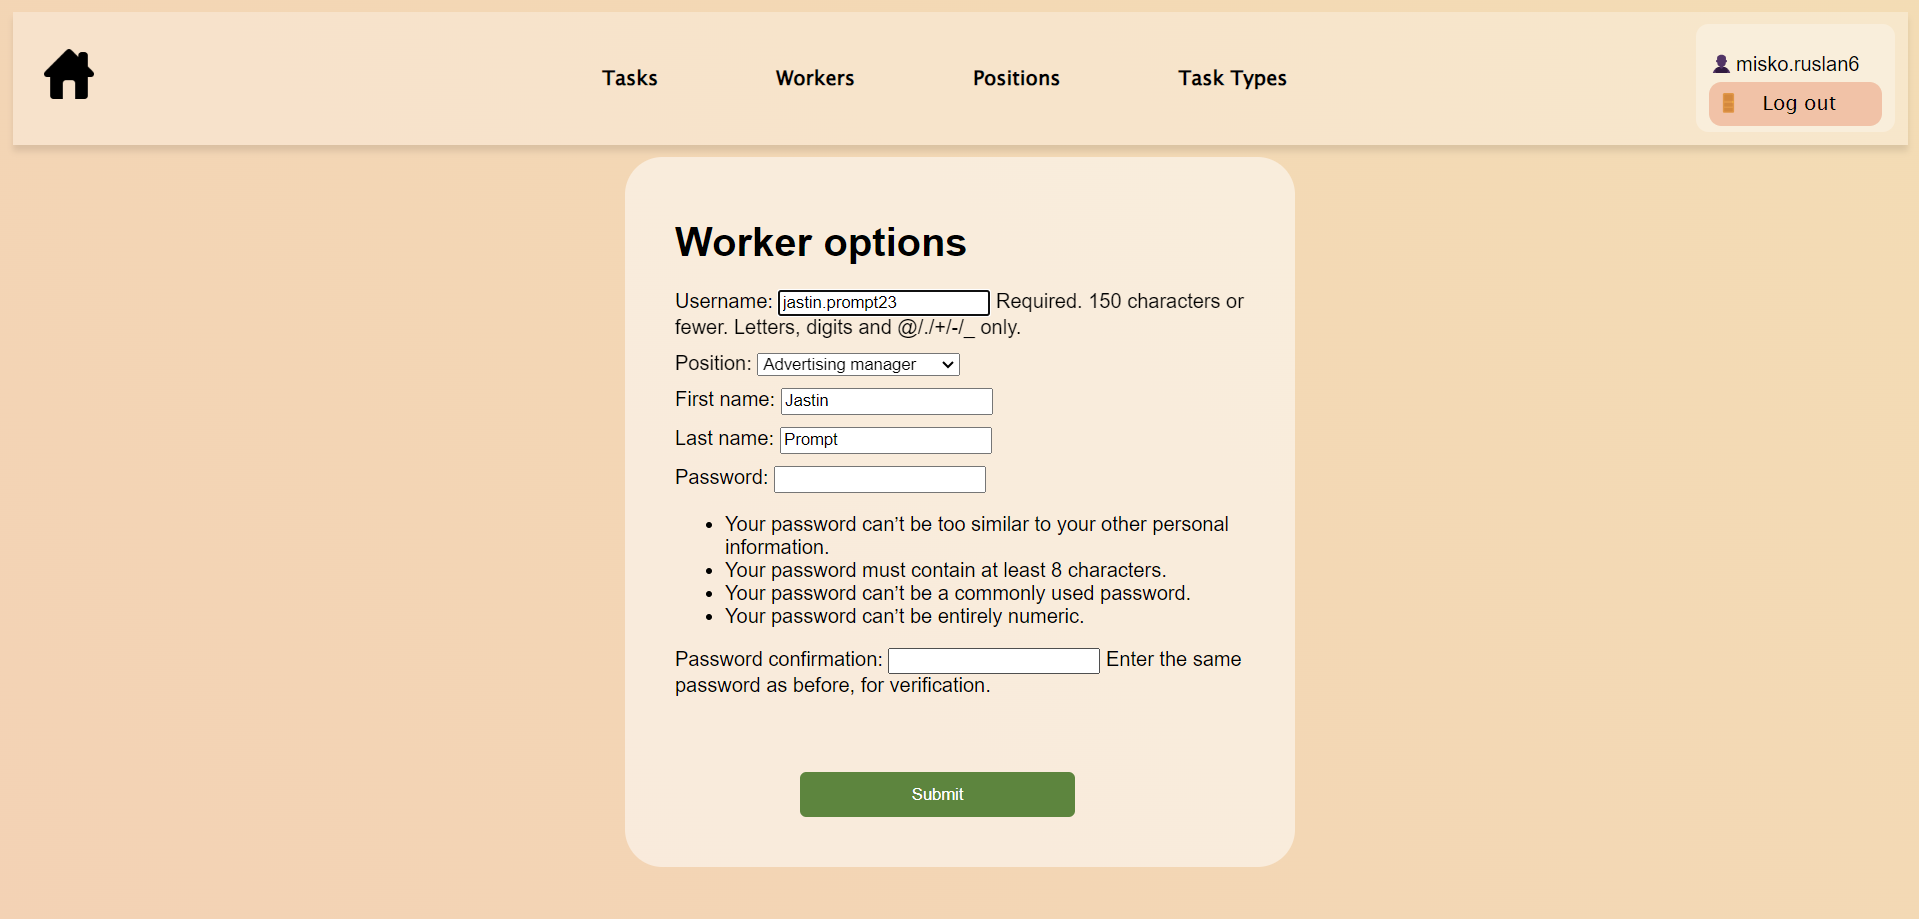 Tasks Workers Positions Task Types
misko.ruslan6
Log out
Worker options
Username: jastin.prompt23 Required. 150 characters or
fewer. Letters, digits and @/./+/-/_ only.
Position: Advertising manager
First name: Jastin
Last name: Prompt
Password:
• Your password can’t be too similar to your other personal
information.
• Your password must contain at least 8 characters.
• Your password can’t be a commonly used password.
• Your password can’t be entirely numeric.
Password confirmation: Enter the same
password as before, for verification.
Submit